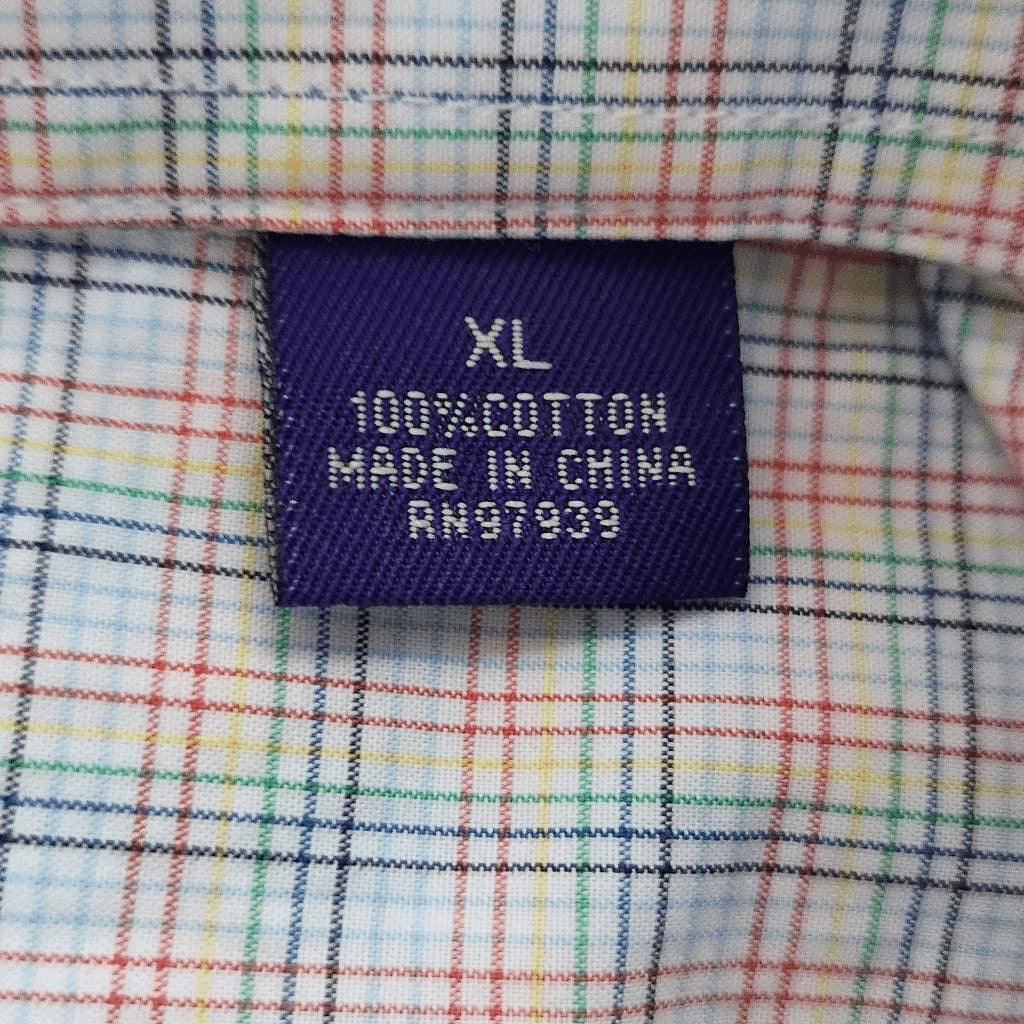 XL
100%COTTON
MADE IN CHINA
RN97939